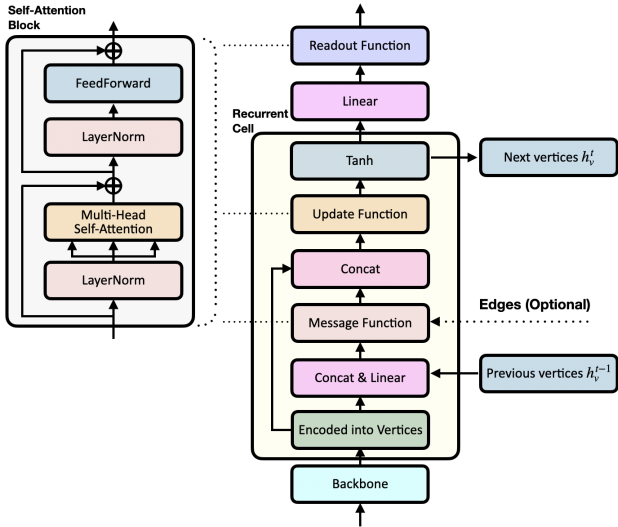 Self-Attention
Block
FeedForward
LayerNorm
Multi-Head
Self-Attention
LayerNorm
Readout Function
Linear
Recurrent
Cell
Tanh
Next vertices $h_v^t$
Update Function
Concat
Edges (Optional)
Message Function
Concat & Linear
Previous vertices $h_v^{t-1}$
Encoded into Vertices
Backbone